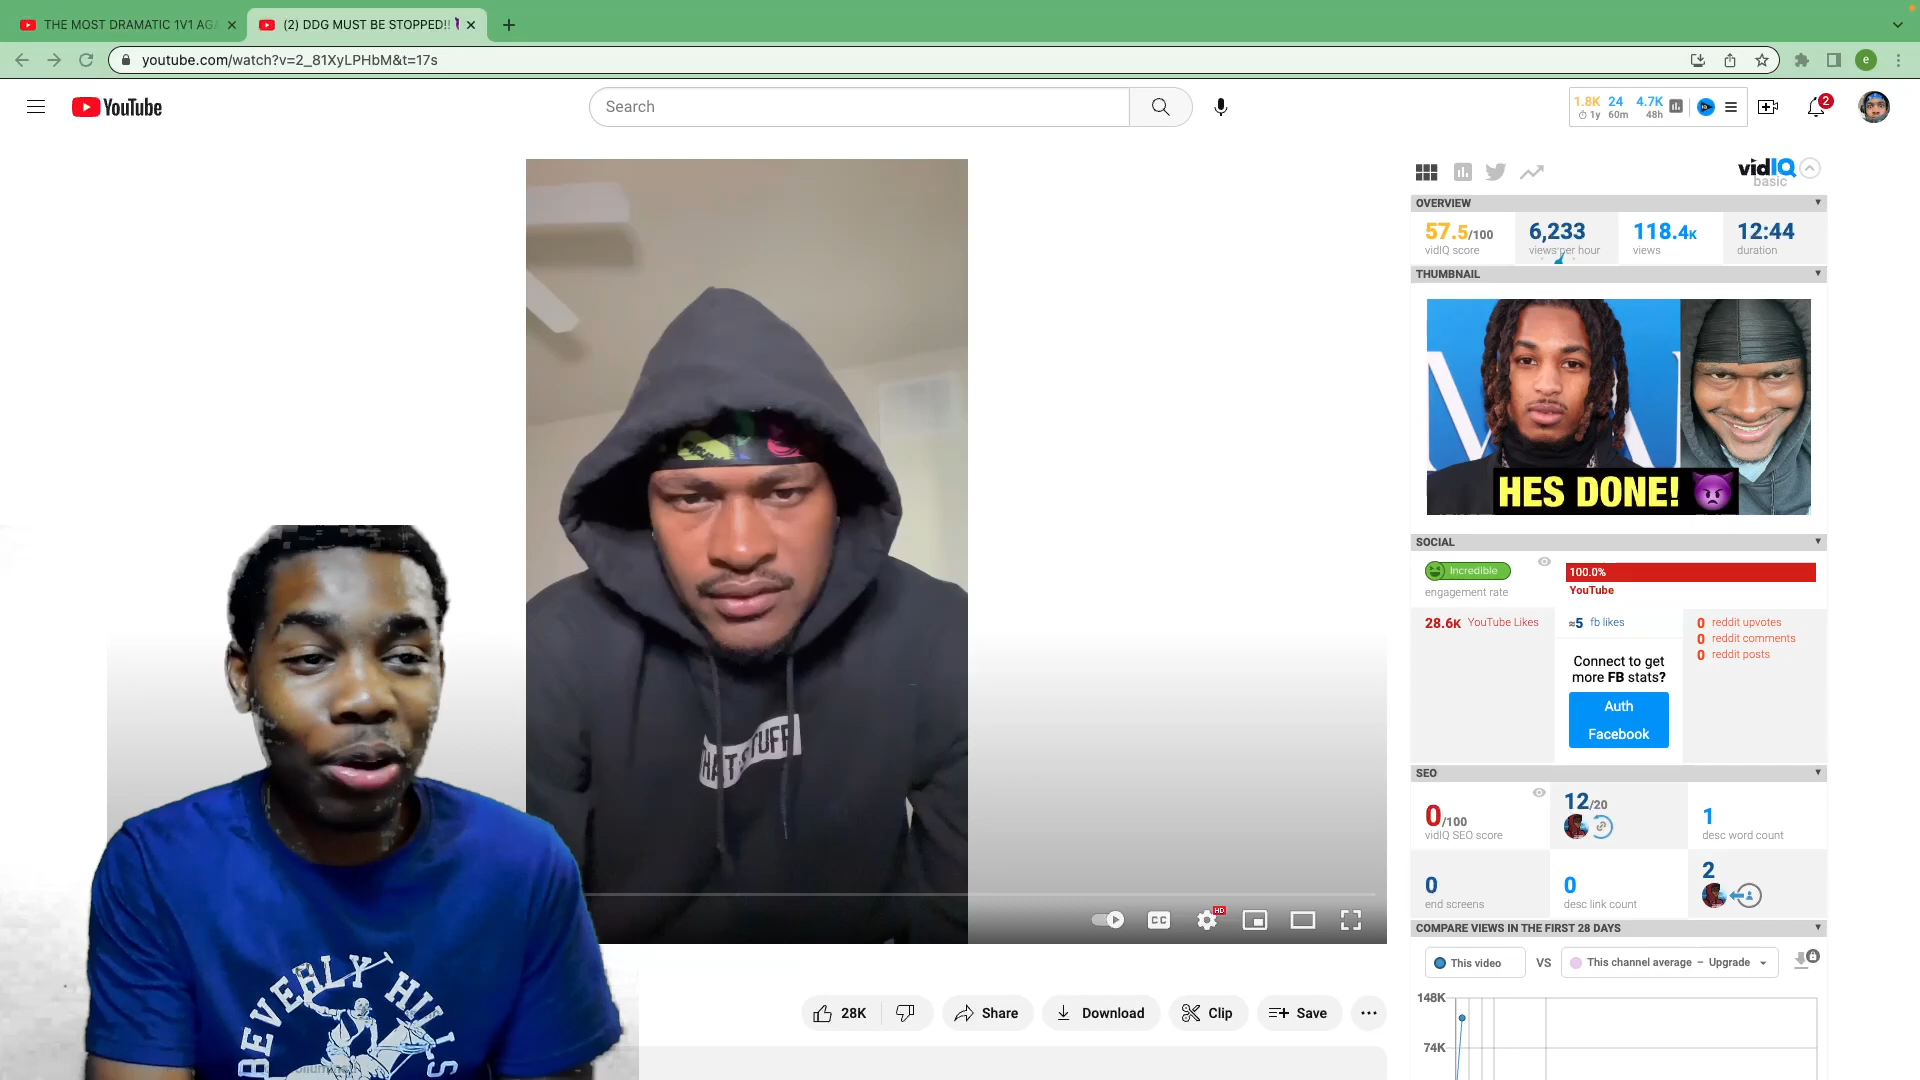 THE MOST DRAMATIC 1V1 AGA
(2) DDG MUST BE STOPPED!!
youtube.com/watch?v=2_81XyLPHbM&t=17s
e
YouTube
Search
1.8K 24 4.7K
1y 60m 48h
2
vidIQ
basic
OVERVIEW
57.5/100 6,233 118.4K 12:44
vidIQ score views per hour views duration
THUMBNAIL
HES DONE!
SOCIAL
Incredible
engagement rate
100.0%
YouTube
28.6K YouTube Likes
≈5 fb likes
0 reddit upvotes
0 reddit comments
0 reddit posts
Connect to get
more FB stats?
Auth
Facebook
SEO
0/100
vidIQ SEO score
12/20
1
desc word count
0
end screens
0
desc link count
2
COMPARE VIEWS IN THE FIRST 28 DAYS
This video VS This channel average – Upgrade
148K
74K
CC
HD
28K Share Download Clip Save
BEVERLY HILLS